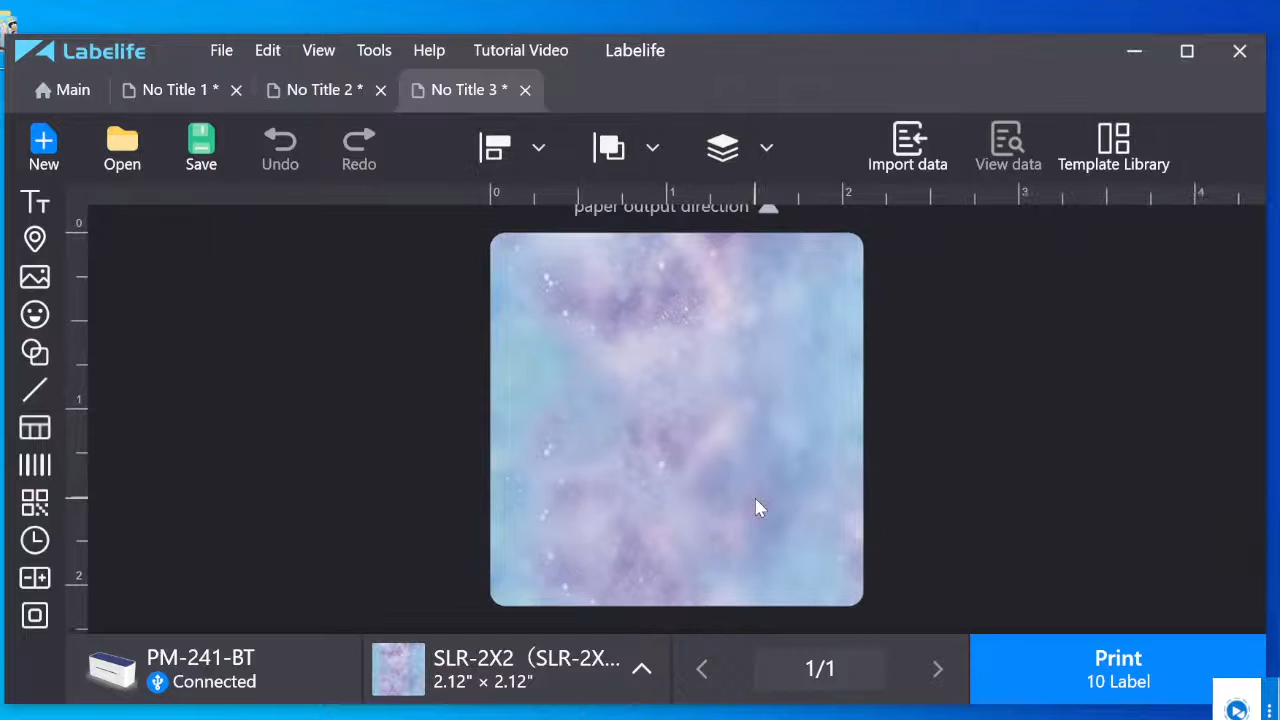 Labelife File Edit View Tools Help Tutorial Video Labelife
Main No Title 1 * No Title 2 * No Title 3 *
New Open Save Undo Redo Import data View data Template Library
0 1 2 3 4
paper output direction
0
1
2
PM-241-BT
Connected
SLR-2X2（SLR-2X...
2.12" × 2.12"
1/1
Print
10 Label